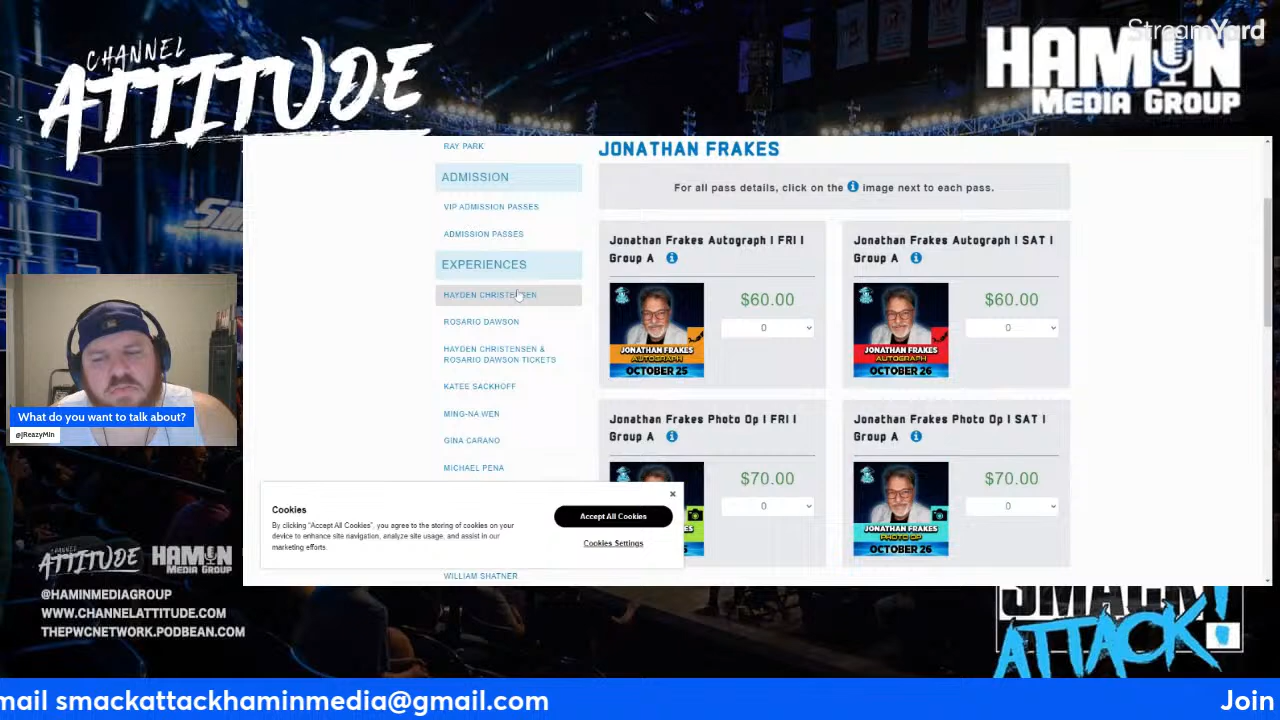 StreamYard
CHANNEL
ATTITUDE
HAMIN
MEDIA GROUP
RAY PARK
ADMISSION
VIP ADMISSION PASSES
ADMISSION PASSES
EXPERIENCES
HAYDEN CHRISTENSEN
ROSARIO DAWSON
HAYDEN CHRISTENSEN &
ROSARIO DAWSON TICKETS
KATEE SACKHOFF
MING-NA WEN
GINA CARANO
MICHAEL PENA
WILLIAM SHATNER
JONATHAN FRAKES
For all pass details, click on the i image next to each pass.
Jonathan Frakes Autograph | FRI |
Group A i
$60.00
0
JONATHAN FRAKES
AUTOGRAPH
OCTOBER 25
Jonathan Frakes Autograph | SAT |
Group A i
$60.00
0
JONATHAN FRAKES
AUTOGRAPH
OCTOBER 26
Jonathan Frakes Photo Op | FRI |
Group A i
$70.00
0
Jonathan Frakes Photo Op | SAT |
Group A i
$70.00
0
JONATHAN FRAKES
PHOTO OP
OCTOBER 26
Cookies
By clicking “Accept All Cookies”, you agree to the storing of cookies on your
device to enhance site navigation, analyze site usage, and assist in our
marketing efforts.
Accept All Cookies
Cookies Settings
What do you want to talk about?
@JReazyMin
CHANNEL
ATTITUDE
HAMIN
MEDIA GROUP
@HAMINMEDIAGROUP
WWW.CHANNELATTITUDE.COM
THEPWCNETWORK.PODBEAN.COM
SMACK
ATTACK!
mail smackattackhaminmedia@gmail.com
Join